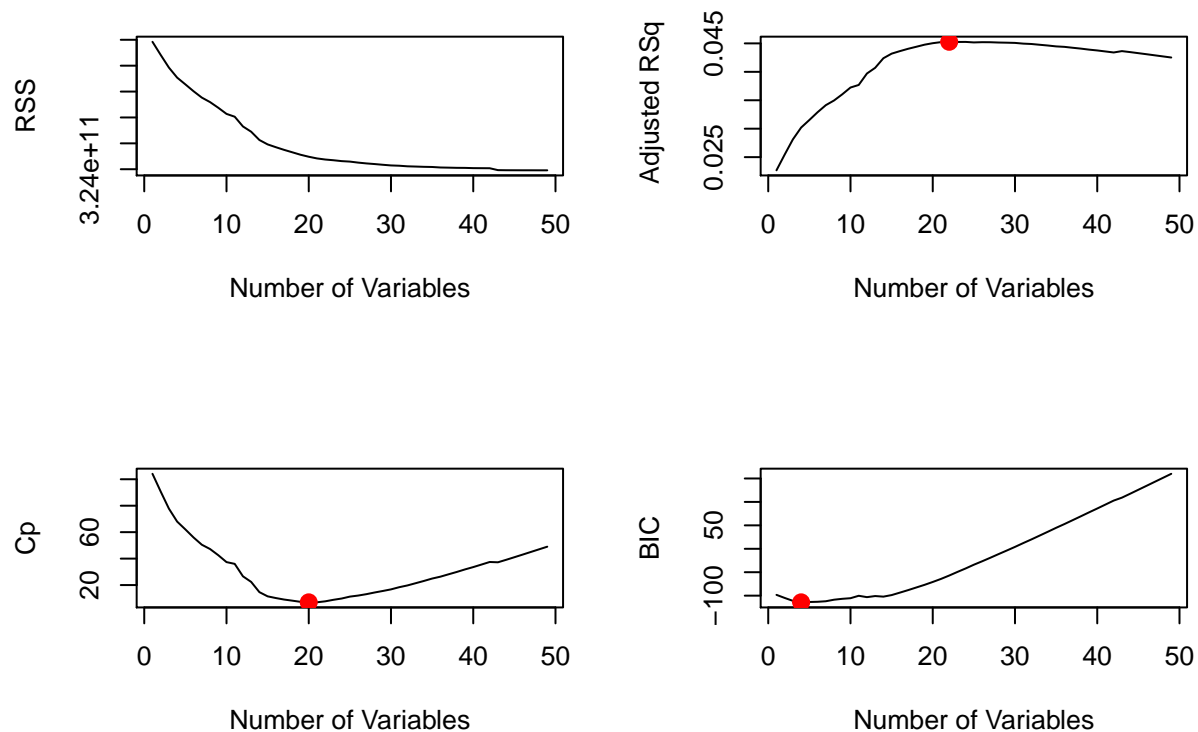 RSS
3.24e+11
0 10 20 30 40 50
Number of Variables
Adjusted RSq
0.025 0.045
0 10 20 30 40 50
Number of Variables
Cp
20 60
0 10 20 30 40 50
Number of Variables
BIC
−100 50
0 10 20 30 40 50
Number of Variables